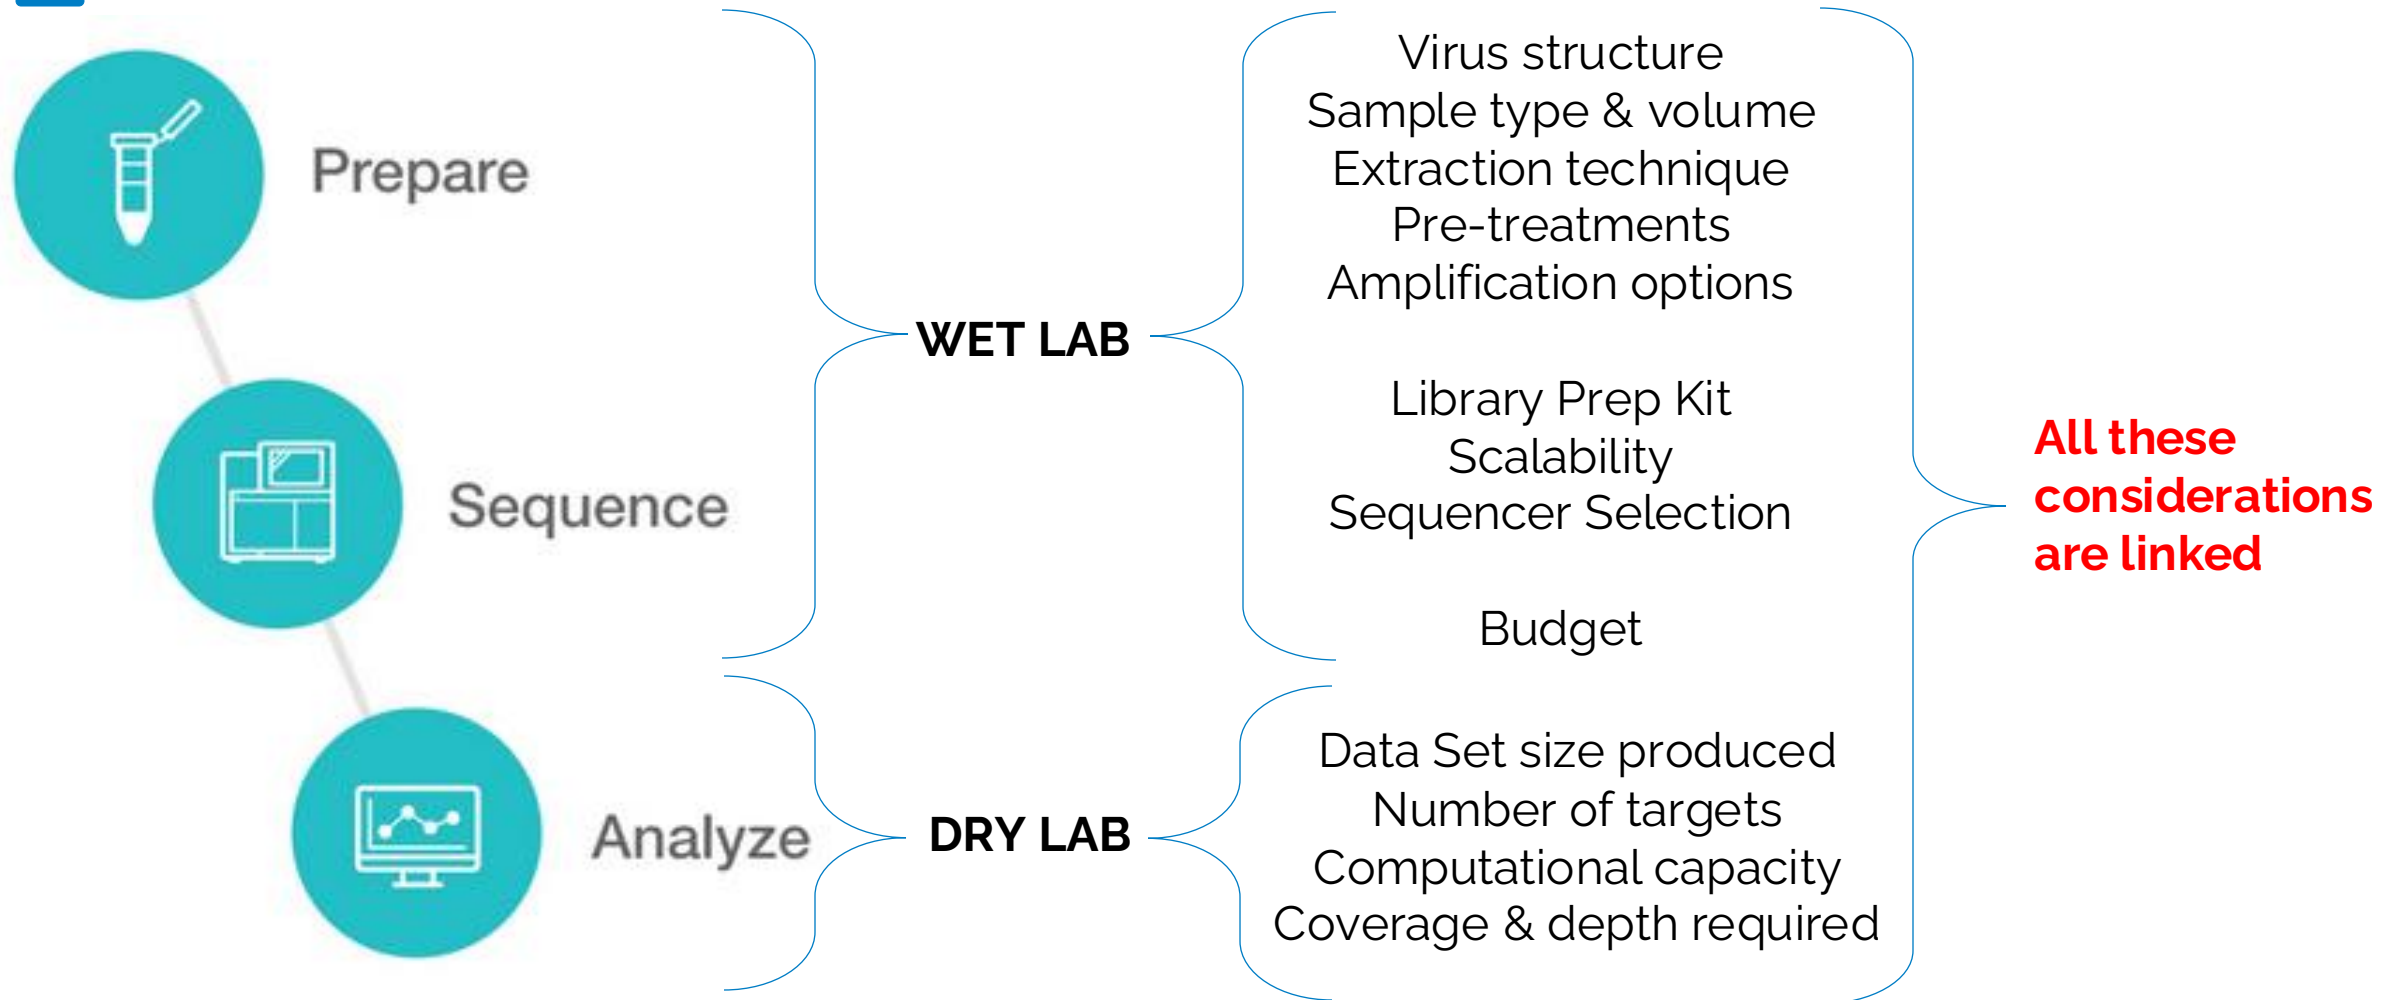 Prepare
Sequence
Analyze
WET LAB
DRY LAB
Virus structure
Sample type & volume
Extraction technique
Pre-treatments
Amplification options
Library Prep Kit
Scalability
Sequencer Selection
Budget
Data Set size produced
Number of targets
Computational capacity
Coverage & depth required
All these
considerations
are linked